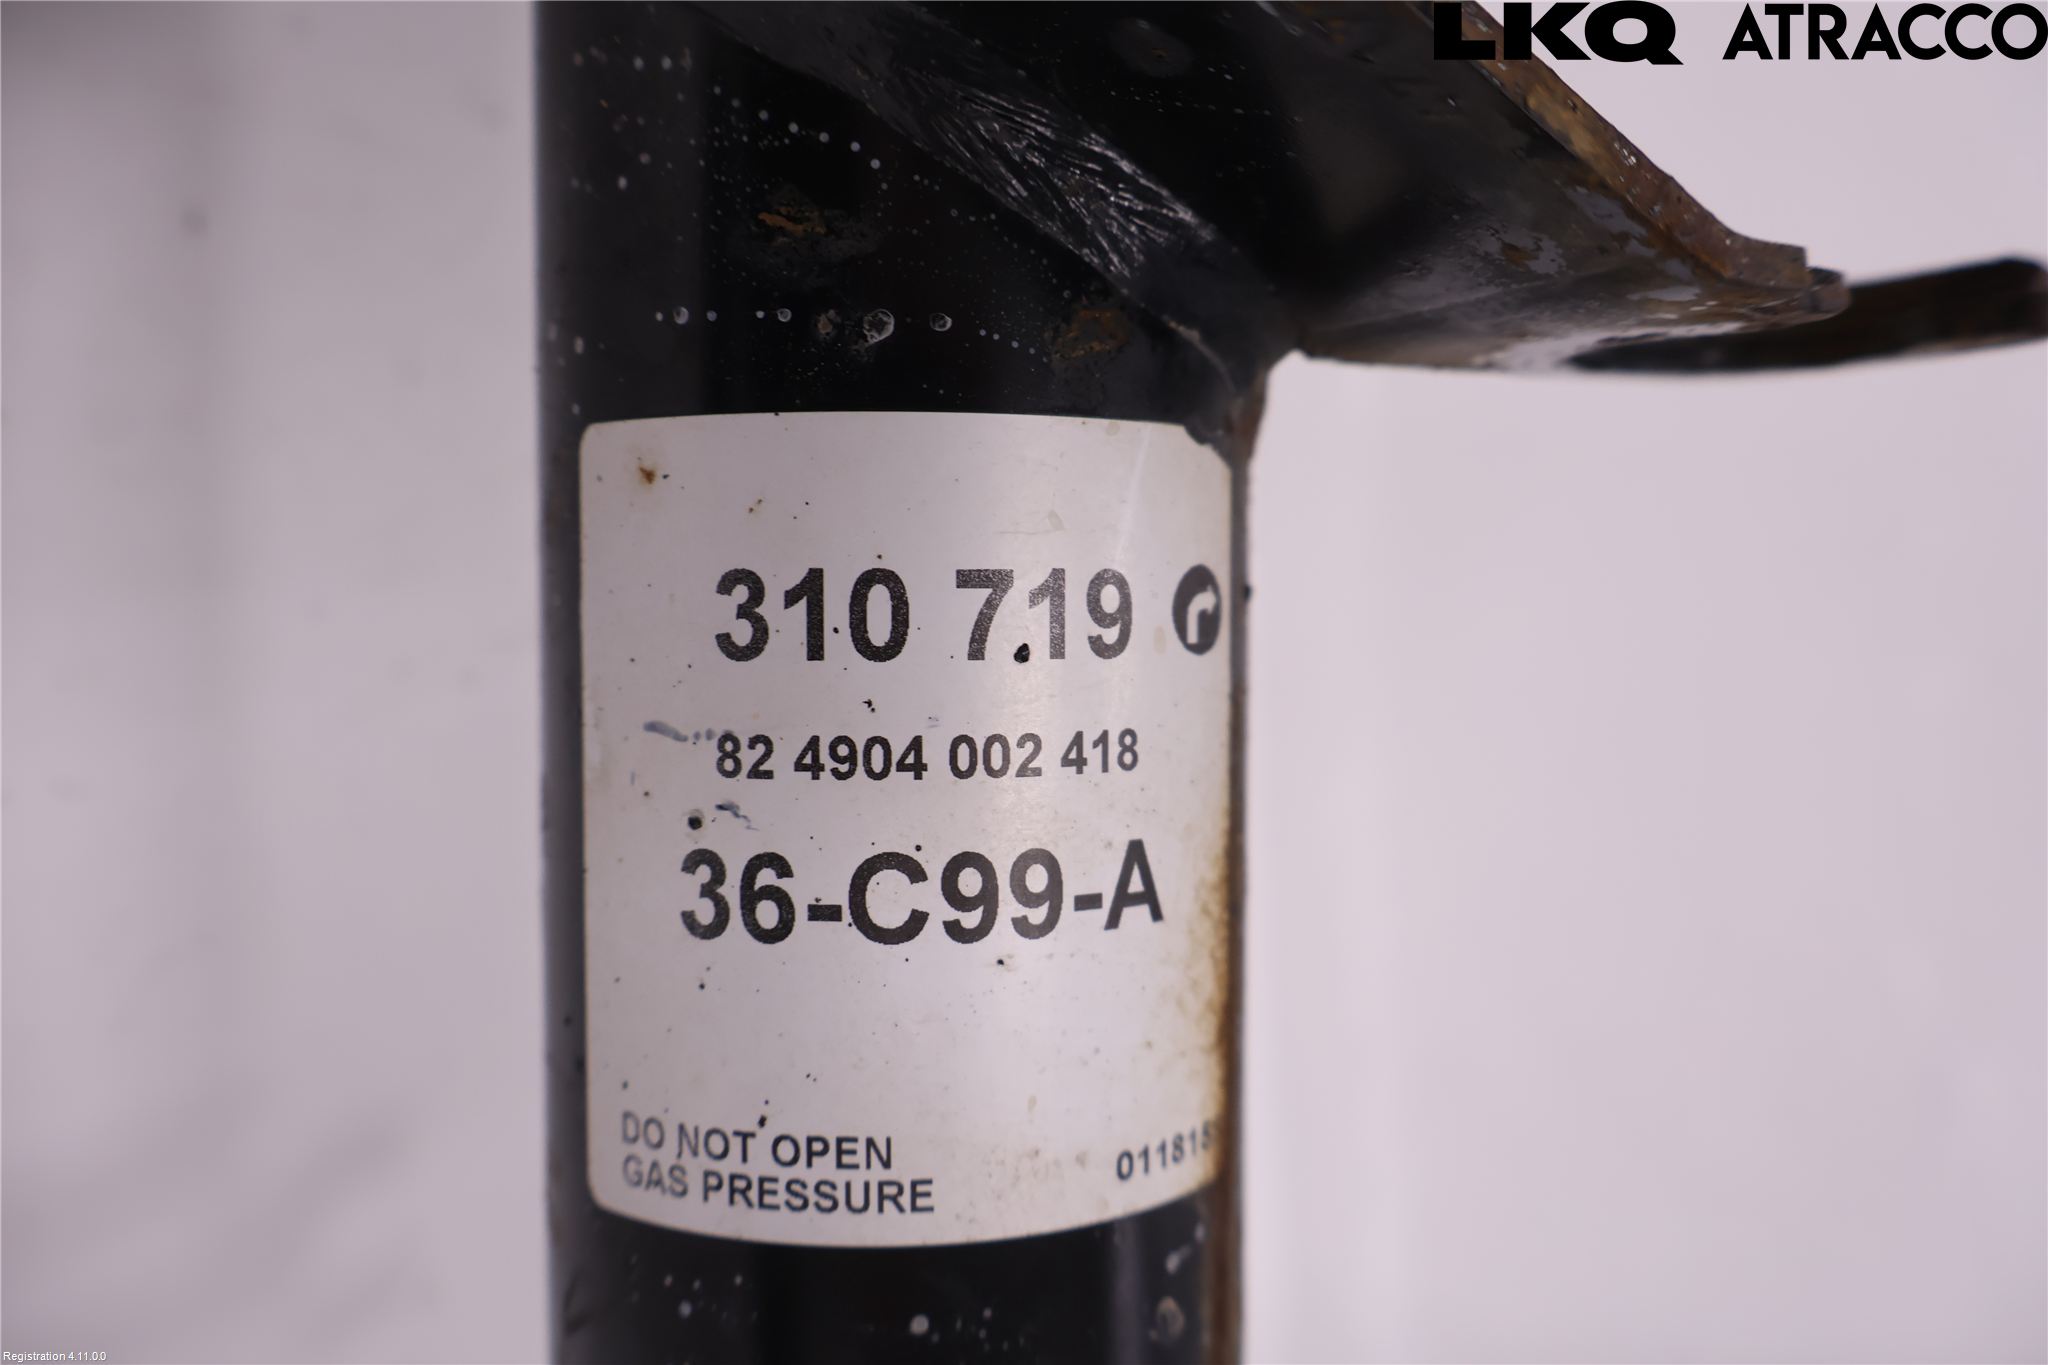 LKQ ATRACCO
310 719
82 4904 002 418
36-C99-A
DO NOT OPEN
GAS PRESSURE
Registration 4.11.0.0